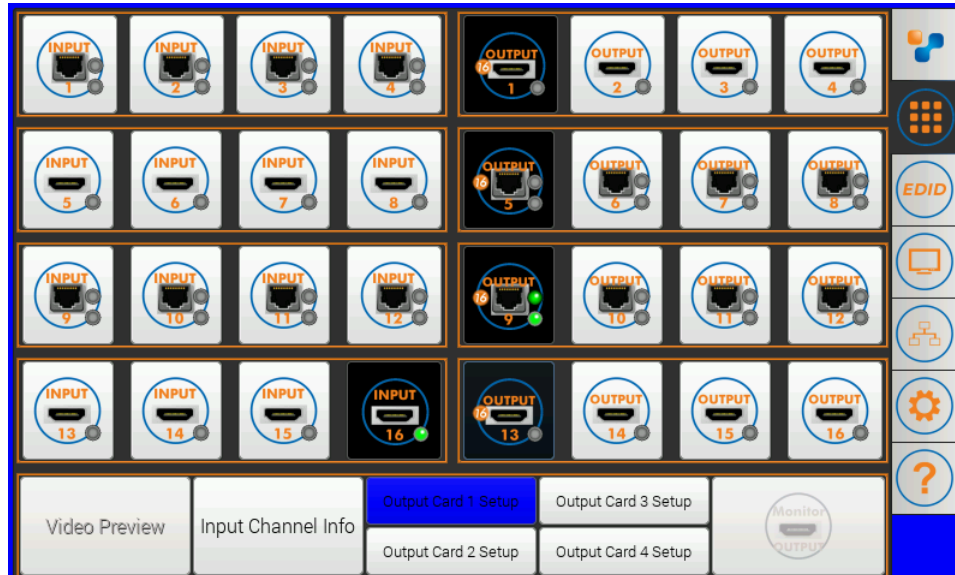 INPUT INPUT INPUT INPUT OUTPUT OUTPUT OUTPUT OUTPUT
16
1 2 3 4 1 2 3 4
INPUT INPUT INPUT INPUT OUTPUT OUTPUT OUTPUT OUTPUT
16
5 6 7 8 5 6 7 8
EDID
INPUT INPUT INPUT INPUT OUTPUT OUTPUT OUTPUT OUTPUT
16
9 10 11 12 9 10 11 12
INPUT INPUT INPUT INPUT OUTPUT OUTPUT OUTPUT OUTPUT
16
13 14 15 16 13 14 15 16
?
Video Preview
Input Channel Info
Output Card 1 Setup
Output Card 3 Setup
Output Card 2 Setup
Output Card 4 Setup
Monitor
OUTPUT